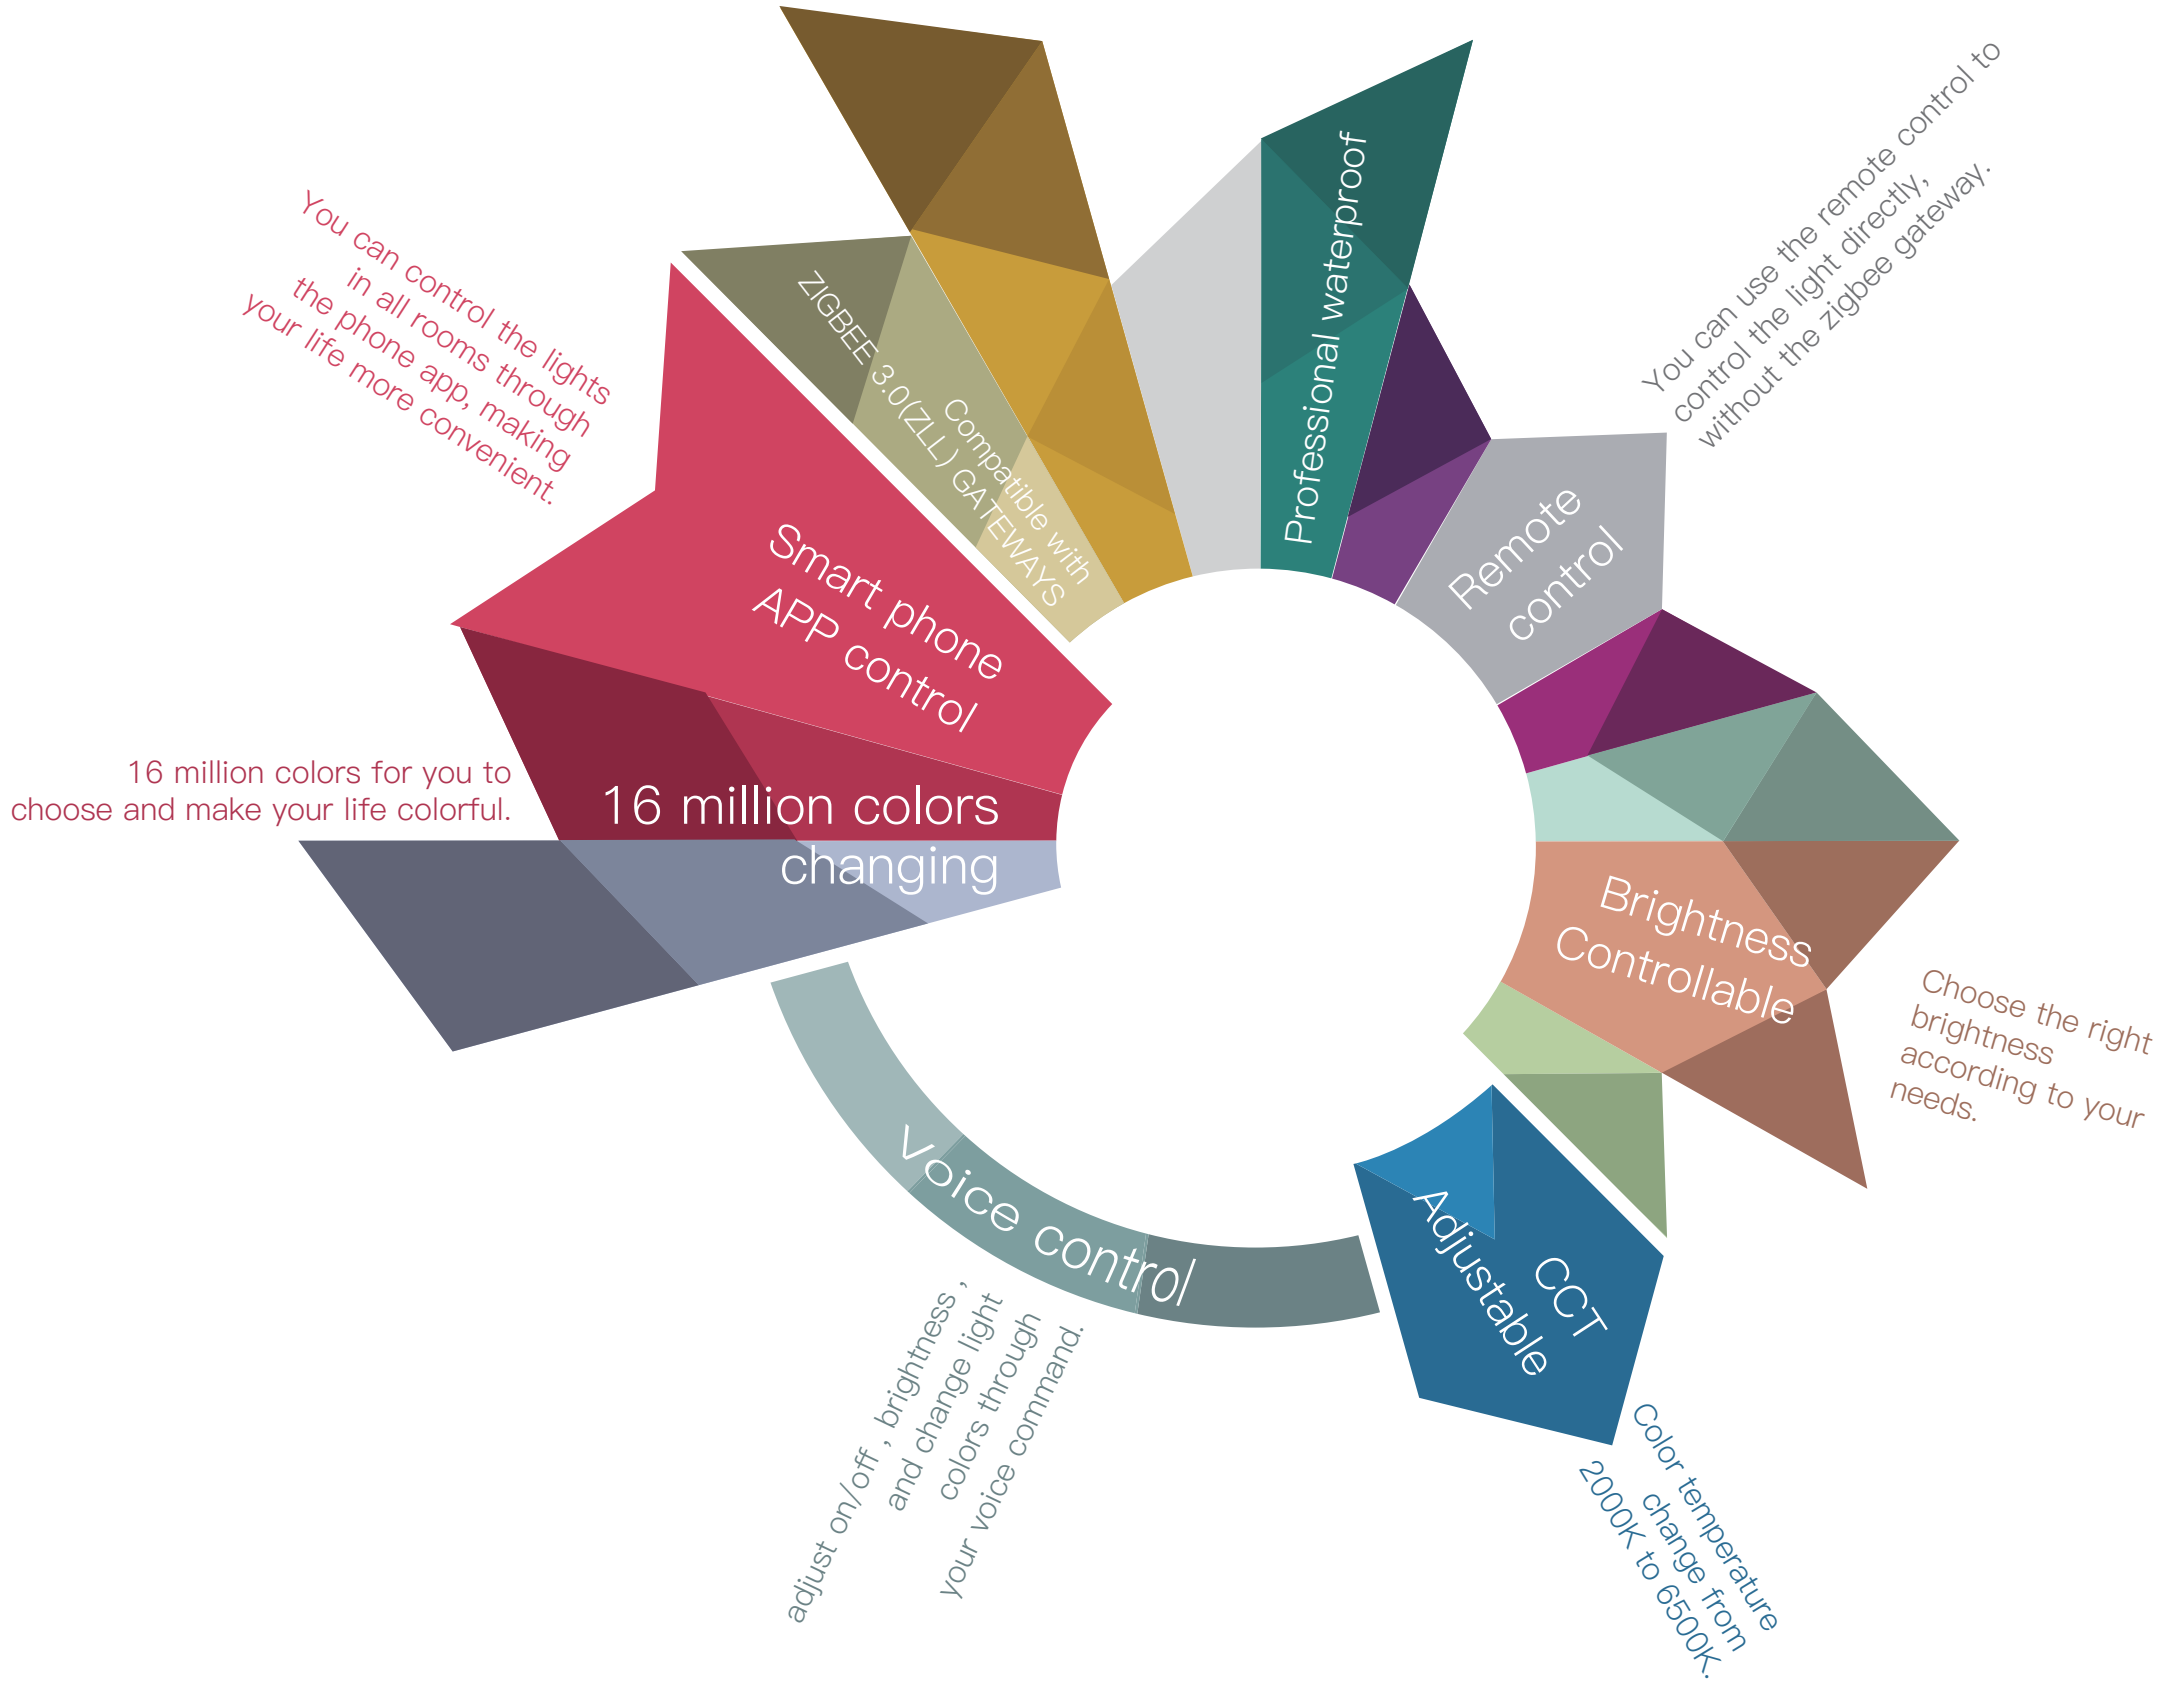 Professional waterproof
You can use the remote control to
control the light directly,
without the zigbee gateway.
Remote
control
Brightness
Controllable
Choose the right
brightness
according to your
needs.
CCT
Adjustable
Color temperature
change from
2000K to 6500K.
Voice control
adjust on/off , brightness ,
and change light
colors through
your voice command.
16 million colors
changing
16 million colors for you to
choose and make your life colorful.
Smart phone
APP control
You can control the lights
in all rooms through
the phone app, making
your life more convenient.
Compatible with
ZIGBEE 3.0(ZLL) GATEWAYS